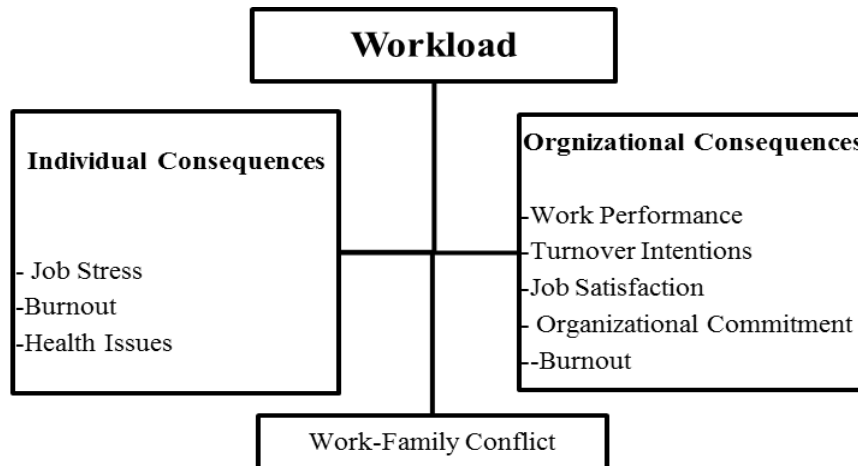 Workload
Individual Consequences
- Job Stress
-Burnout
-Health Issues
Orgnizational Consequences
-Work Performance
-Turnover Intentions
-Job Satisfaction
- Organizational Commitment
--Burnout
Work-Family Conflict